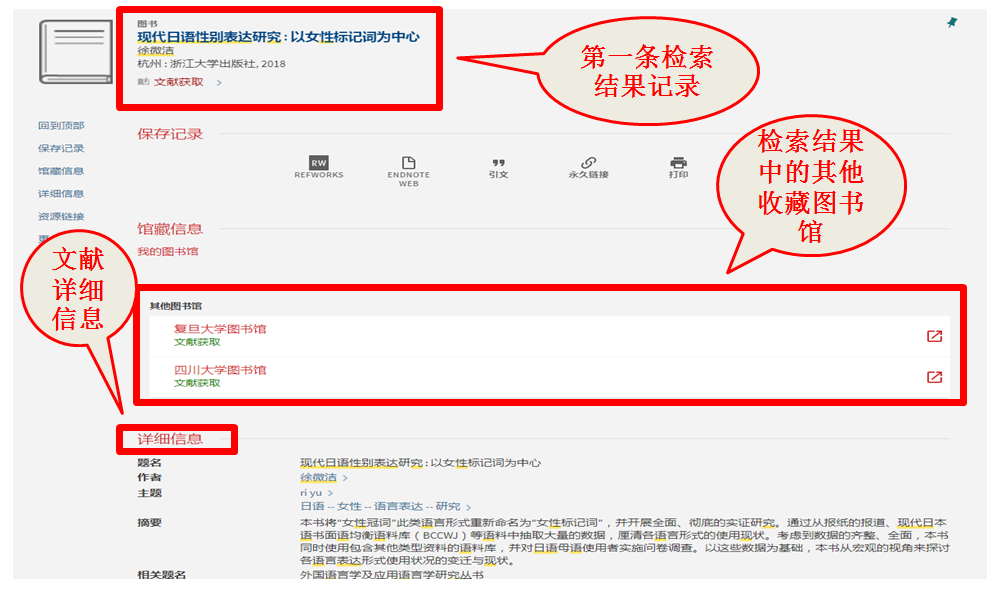 图书
现代日语性别表达研究 : 以女性标记词为中心
徐微洁
杭州 : 浙江大学出版社, 2018
文献获取 >
第一条检索
结果记录
回到顶部
保存记录
馆藏信息
详细信息
资源链接
保存记录
RW
REFWORKS
ENDNOTE
WEB
引文
永久链接
打印
检索结果
中的其他
收藏图书
馆
馆藏信息
我的图书馆
文献
详细
信息
其他图书馆
复旦大学图书馆
文献获取
四川大学图书馆
文献获取
详细信息
题名 现代日语性别表达研究 : 以女性标记词为中心
作者 徐微洁 >
主题 ri yu >
日语 -- 女性 -- 语言表达 -- 研究 >
摘要 本书将“女性冠词”此类语言形式重新命名为“女性标记词”，并开展全面、彻底的实证研究。通过从报纸的报道、现代日本
语书面语均衡语料库（BCCWJ）等语料中抽取大量的数据，厘清各语言形式的使用现状。考虑到数据的齐整、全面，本书
同时使用包含其他类型资料的语料库，并对日语母语使用者实施问卷调查。以这些数据为基础，本书从宏观的视角来探讨
各语言表达形式使用状况的变迁与现状。
相关题名 外国语言学及应用语言学研究丛书